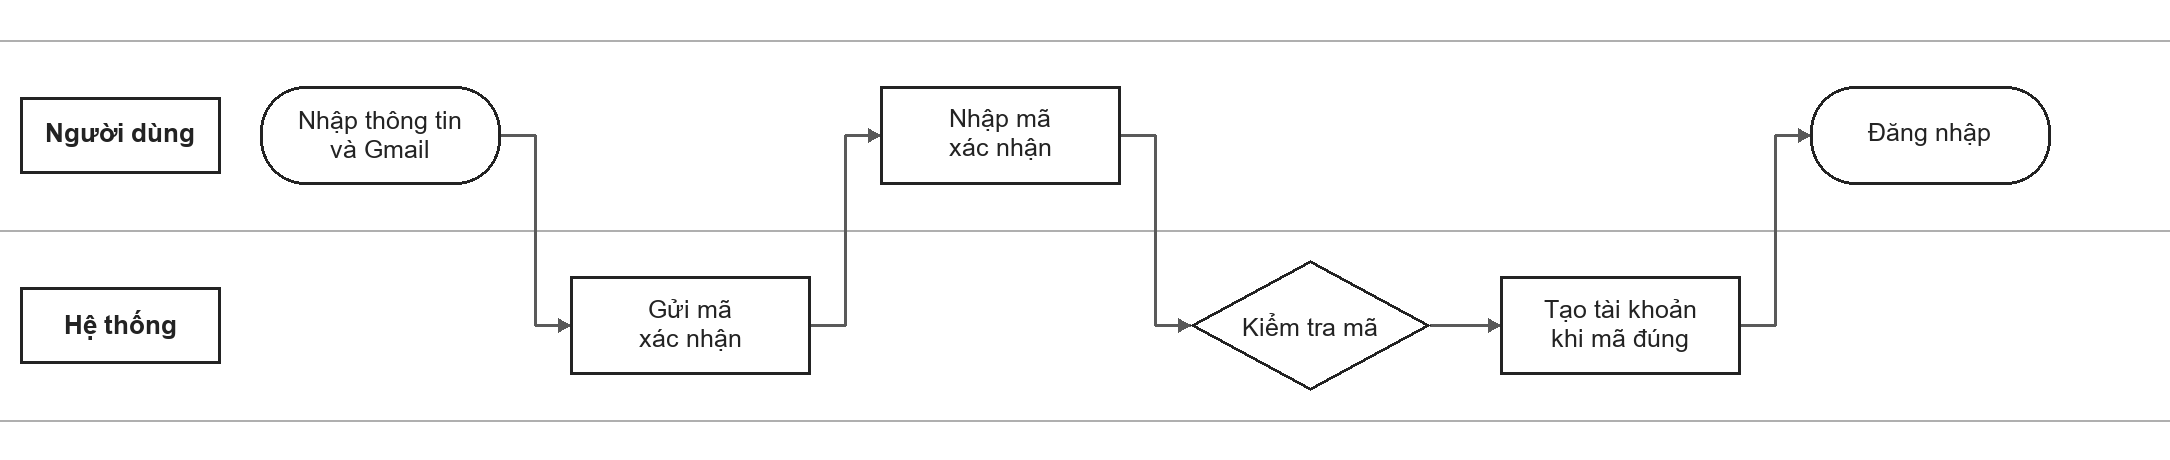 Người dùng
Nhập thông tin
và Gmail
Nhập mã
xác nhận
Đăng nhập
Hệ thống
Gửi mã
xác nhận
Kiểm tra mã
Tạo tài khoản
khi mã đúng